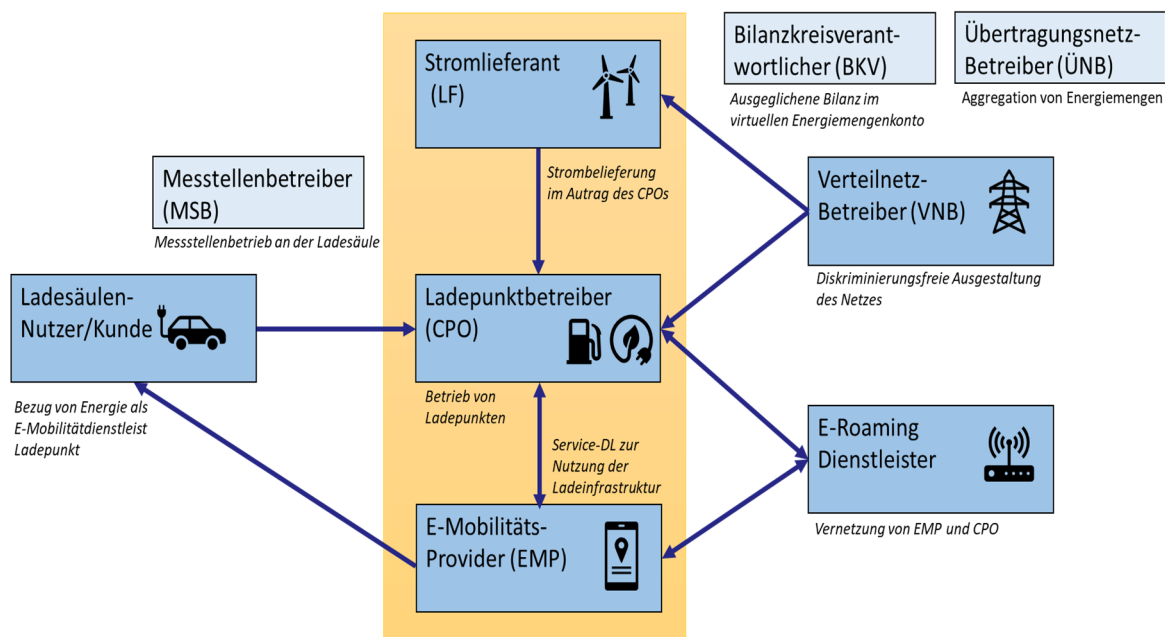 Stromlieferant
(LF)
Bilanzkreisverant-
wortlicher (BKV)
Ausgeglichene Bilanz im
virtuellen Energiemengenkonto
Übertragungsnetz-
Betreiber (ÜNB)
Aggregation von Energiemengen
Strombelieferung
im Autrag des CPOs
Messtellenbetreiber
(MSB)
Messstellenbetrieb an der Ladesäule
Verteilnetz-
Betreiber (VNB)
Diskriminierungsfreie Ausgestaltung
des Netzes
Ladesäulen-
Nutzer/Kunde
Bezug von Energie als
E-Mobilitätdienstleist
Ladepunkt
Ladepunktbetreiber
(CPO)
Betrieb von
Ladepunkten
Service-DL zur
Nutzung der
Ladeinfrastruktur
E-Roaming
Dienstleister
Vernetzung von EMP und CPO
E-Mobilitäts-
Provider (EMP)